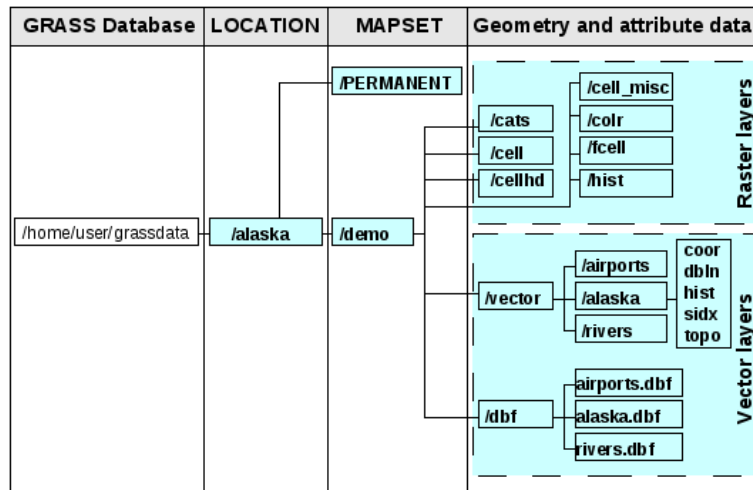 GRASS Database LOCATION MAPSET Geometry and attribute data
/PERMANENT
/cell_misc
/cats
/colr
/cell
/fcell
/cellhd
/hist
Raster layers
/home/user/grassdata
/alaska
/demo
/vector
/airports
/alaska
/rivers
coor
dbln
hist
sidx
topo
/dbf
airports.dbf
alaska.dbf
rivers.dbf
Vector layers